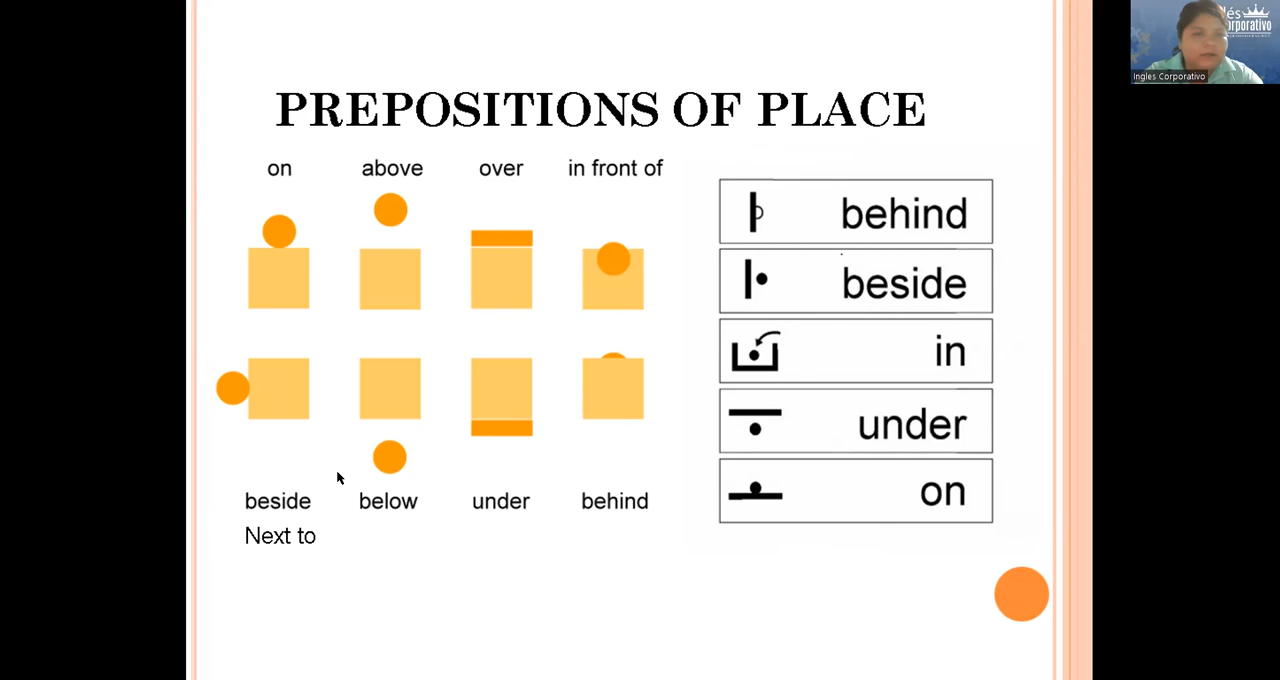 PREPOSITIONS OF PLACE
on above over in front of
beside below under behind
Next to
behind
beside
in
under
on
Ingles Corporativo